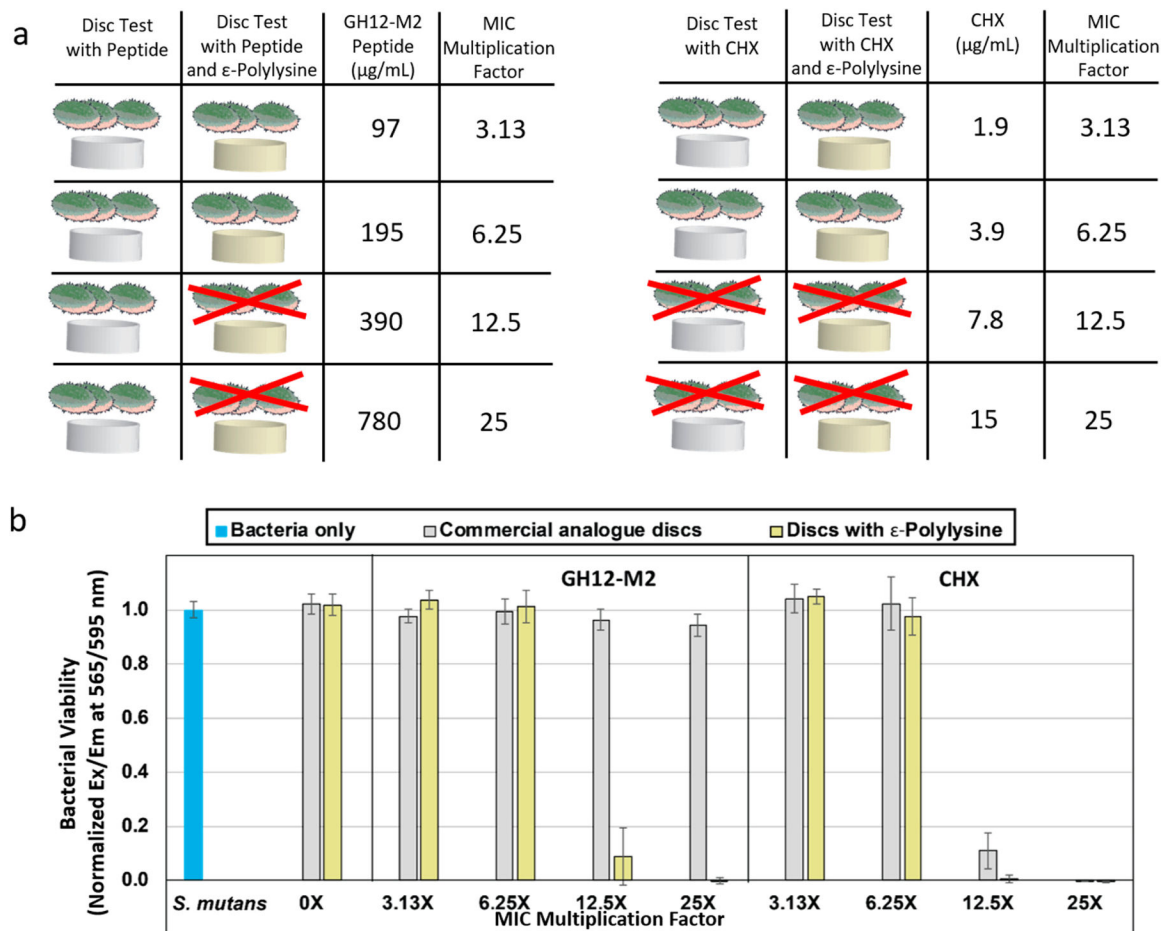 a
Disc Test
with Peptide
Disc Test
with Peptide
and ε-Polylysine
GH12-M2
Peptide
(μg/mL)
MIC
Multiplication
Factor
97
3.13
195
6.25
390
12.5
780
25
Disc Test
with CHX
Disc Test
with CHX
and ε-Polylysine
CHX
(μg/mL)
MIC
Multiplication
Factor
1.9
3.13
3.9
6.25
7.8
12.5
15
25
b
Bacteria only
Commercial analogue discs
Discs with ε-Polylysine
GH12-M2
CHX
Bacterial Viability
(Normalized Ex/Em at 565/595 nm)
1.0
0.8
0.6
0.4
0.2
0.0
S. mutans 0X 3.13X 6.25X 12.5X 25X 3.13X 6.25X 12.5X 25X
MIC Multiplication Factor